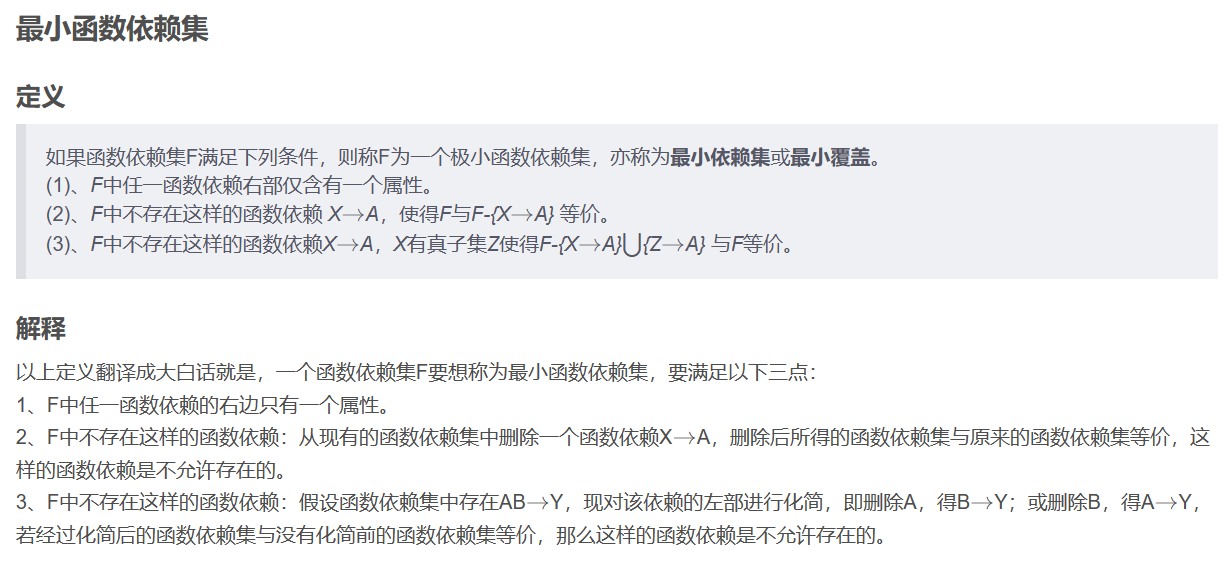 最小函数依赖集
定义
如果函数依赖集F满足下列条件，则称F为一个极小函数依赖集，亦称为最小依赖集或最小覆盖。
(1)、F中任一函数依赖右部仅含有一个属性。
(2)、F中不存在这样的函数依赖 X→A，使得F与F-{X→A} 等价。
(3)、F中不存在这样的函数依赖X→A，X有真子集Z使得F-{X→A}⋃{Z→A} 与F等价。
解释
以上定义翻译成大白话就是，一个函数依赖集F要想称为最小函数依赖集，要满足以下三点：
1、F中任一函数依赖的右边只有一个属性。
2、F中不存在这样的函数依赖：从现有的函数依赖集中删除一个函数依赖X→A，删除后所得的函数依赖集与原来的函数依赖集等价，这
样的函数依赖是不允许存在的。
3、F中不存在这样的函数依赖：假设函数依赖集中存在AB→Y，现对该依赖的左部进行化简，即删除A，得B→Y；或删除B，得A→Y，
若经过化简后的函数依赖集与没有化简前的函数依赖集等价，那么这样的函数依赖是不允许存在的。